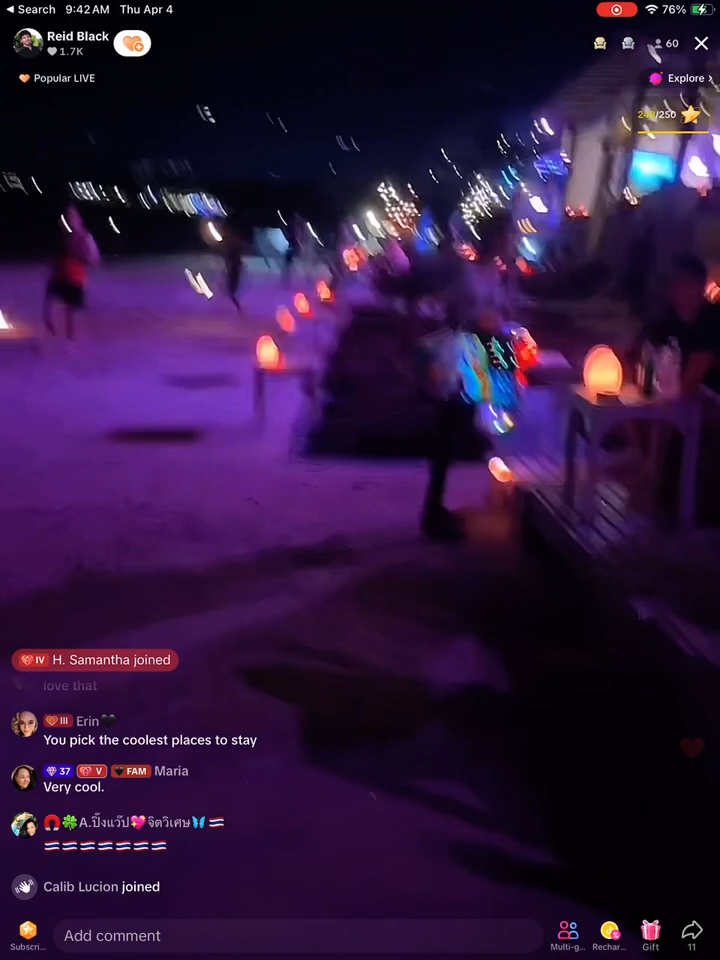 Search 9:42 AM Thu Apr 4 76%
Reid Black
1.7K
60
Popular LIVE
Explore
/250
IV H. Samantha joined
love that
III Erin
You pick the coolest places to stay
37 V FAM Maria
Very cool.
A.ปิ๊งแว๊ป จิตวิเศษ
Calib Lucion joined
Subscri...
Add comment
Multi-g...
Rechar...
Gift
11